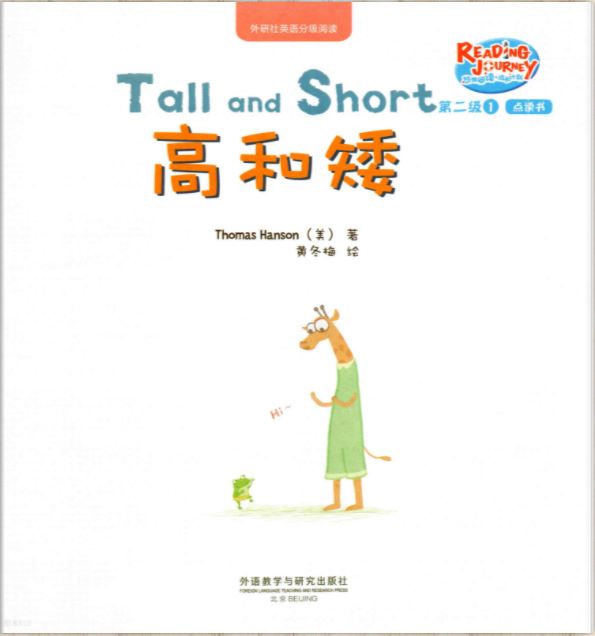 外研社英语分级阅读
READING JOURNEY
Tall and Short
第二级 1 点读书
高和矮
Thomas Hanson（美） 著
黄冬梅 绘
Hi~
外语教学与研究出版社
FOREIGN LANGUAGE TEACHING AND RESEARCH PRESS
北京 BEIJING